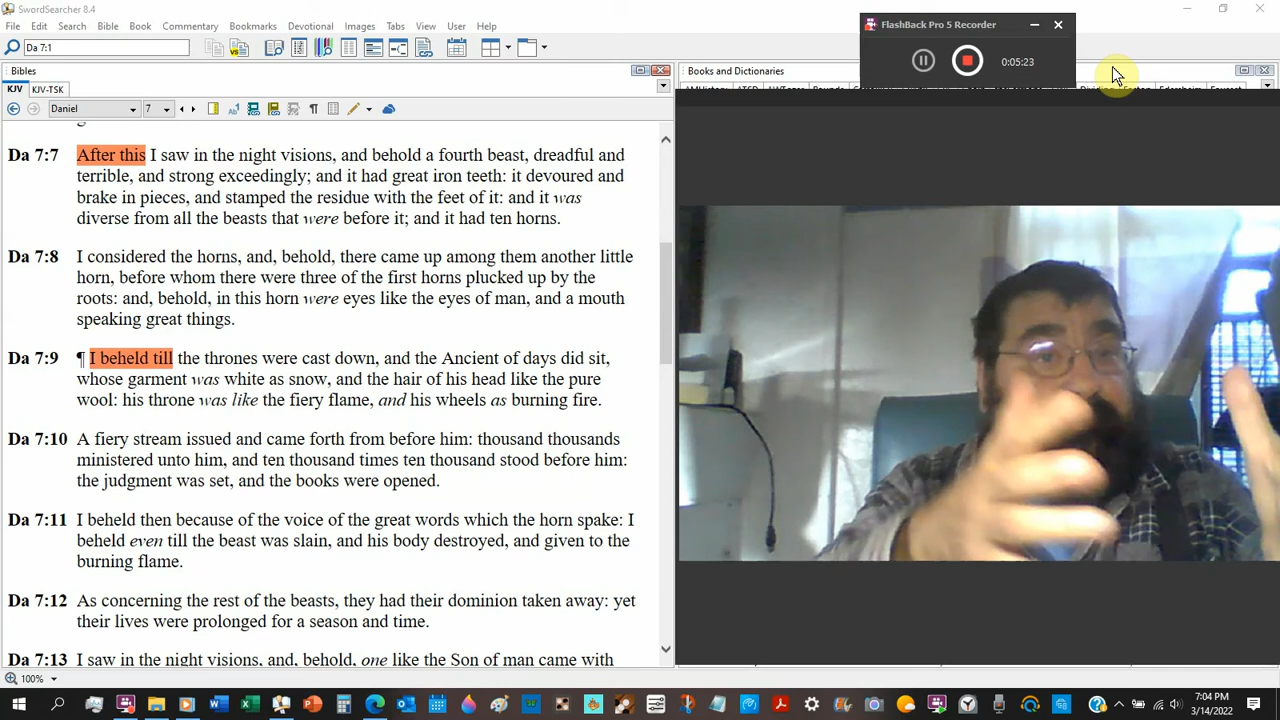 SwordSearcher 8.4
File Edit Search Bible Book Commentary Bookmarks Devotional Images Tabs View User Help
Da 7:1
FlashBack Pro 5 Recorder
0:05:23
Bibles
Books and Dictionaries
KJV KJV-TSK
Daniel 7
Da 7:7 After this I saw in the night visions, and behold a fourth beast, dreadful and
terrible, and strong exceedingly; and it had great iron teeth: it devoured and
brake in pieces, and stamped the residue with the feet of it: and it was
diverse from all the beasts that were before it; and it had ten horns.
Da 7:8 I considered the horns, and, behold, there came up among them another little
horn, before whom there were three of the first horns plucked up by the
roots: and, behold, in this horn were eyes like the eyes of man, and a mouth
speaking great things.
Da 7:9 ¶ I beheld till the thrones were cast down, and the Ancient of days did sit,
whose garment was white as snow, and the hair of his head like the pure
wool: his throne was like the fiery flame, and his wheels as burning fire.
Da 7:10 A fiery stream issued and came forth from before him: thousand thousands
ministered unto him, and ten thousand times ten thousand stood before him:
the judgment was set, and the books were opened.
Da 7:11 I beheld then because of the voice of the great words which the horn spake: I
beheld even till the beast was slain, and his body destroyed, and given to the
burning flame.
Da 7:12 As concerning the rest of the beasts, they had their dominion taken away: yet
their lives were prolonged for a season and time.
Da 7:13 I saw in the night visions, and, behold, one like the Son of man came with
100%
7:04 PM
3/14/2022